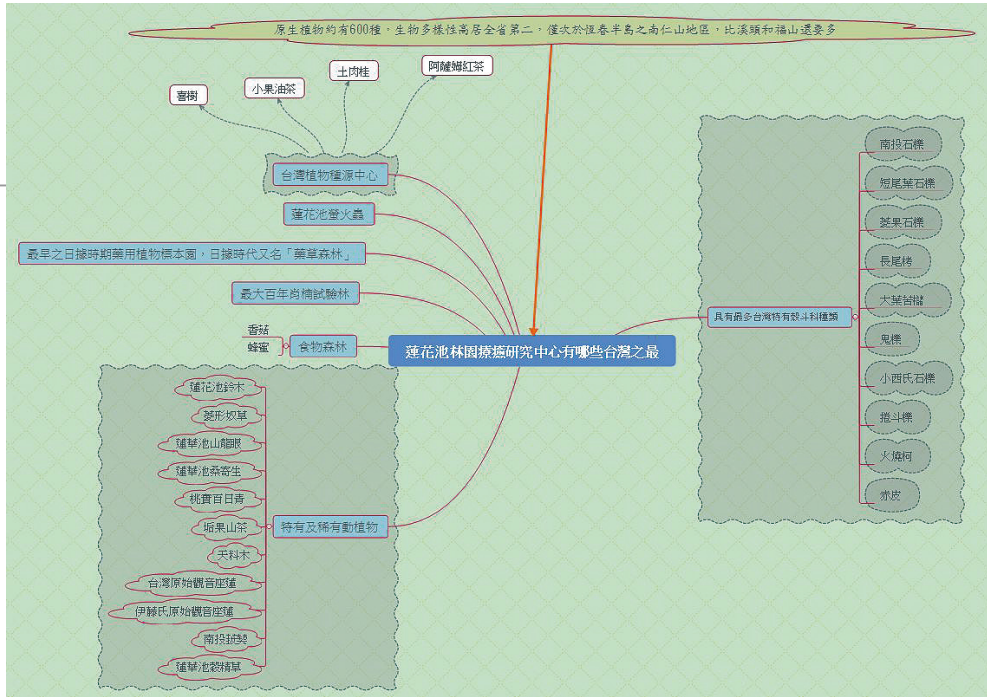 原生植物約有600種，生物多樣性高居全省第二，僅次於恆春半島之南仁山地區，比溪頭和福山還要多
喜樹
小果油茶
土肉桂
阿薩姆紅茶
台灣植物種源中心
蓮花池螢火蟲
最早之日據時期藥用植物標本園，日據時代又名「藥草森林」
最大百年肖楠試驗林
香菇
蜂蜜
食物森林
蓮花池林園療癒研究中心有哪些台灣之最
蓮花池鈴木
菱形奴草
蓮華池山龍眼
蓮華池桑寄生
桃實百日青
垢果山茶
天料木
台灣原始觀音座蓮
伊藤氏原始觀音座蓮
南投斑鳩
蓮華池穀精草
特有及稀有動植物
具有最多台灣特有殼斗科種類
南投石櫟
短尾葉石櫟
菱果石櫟
長尾栲
大葉苦櫧
鬼櫟
小西氏石櫟
捲斗櫟
火燒柯
赤皮